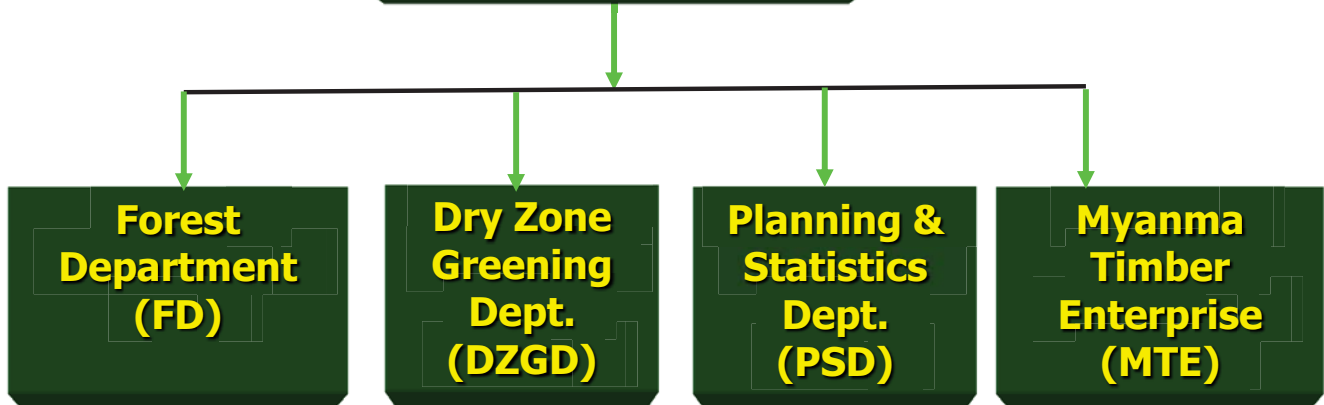 Forest
Department
(FD)
Dry Zone
Greening
Dept.
(DZGD)
Planning &
Statistics
Dept.
(PSD)
Myanma
Timber
Enterprise
(MTE)